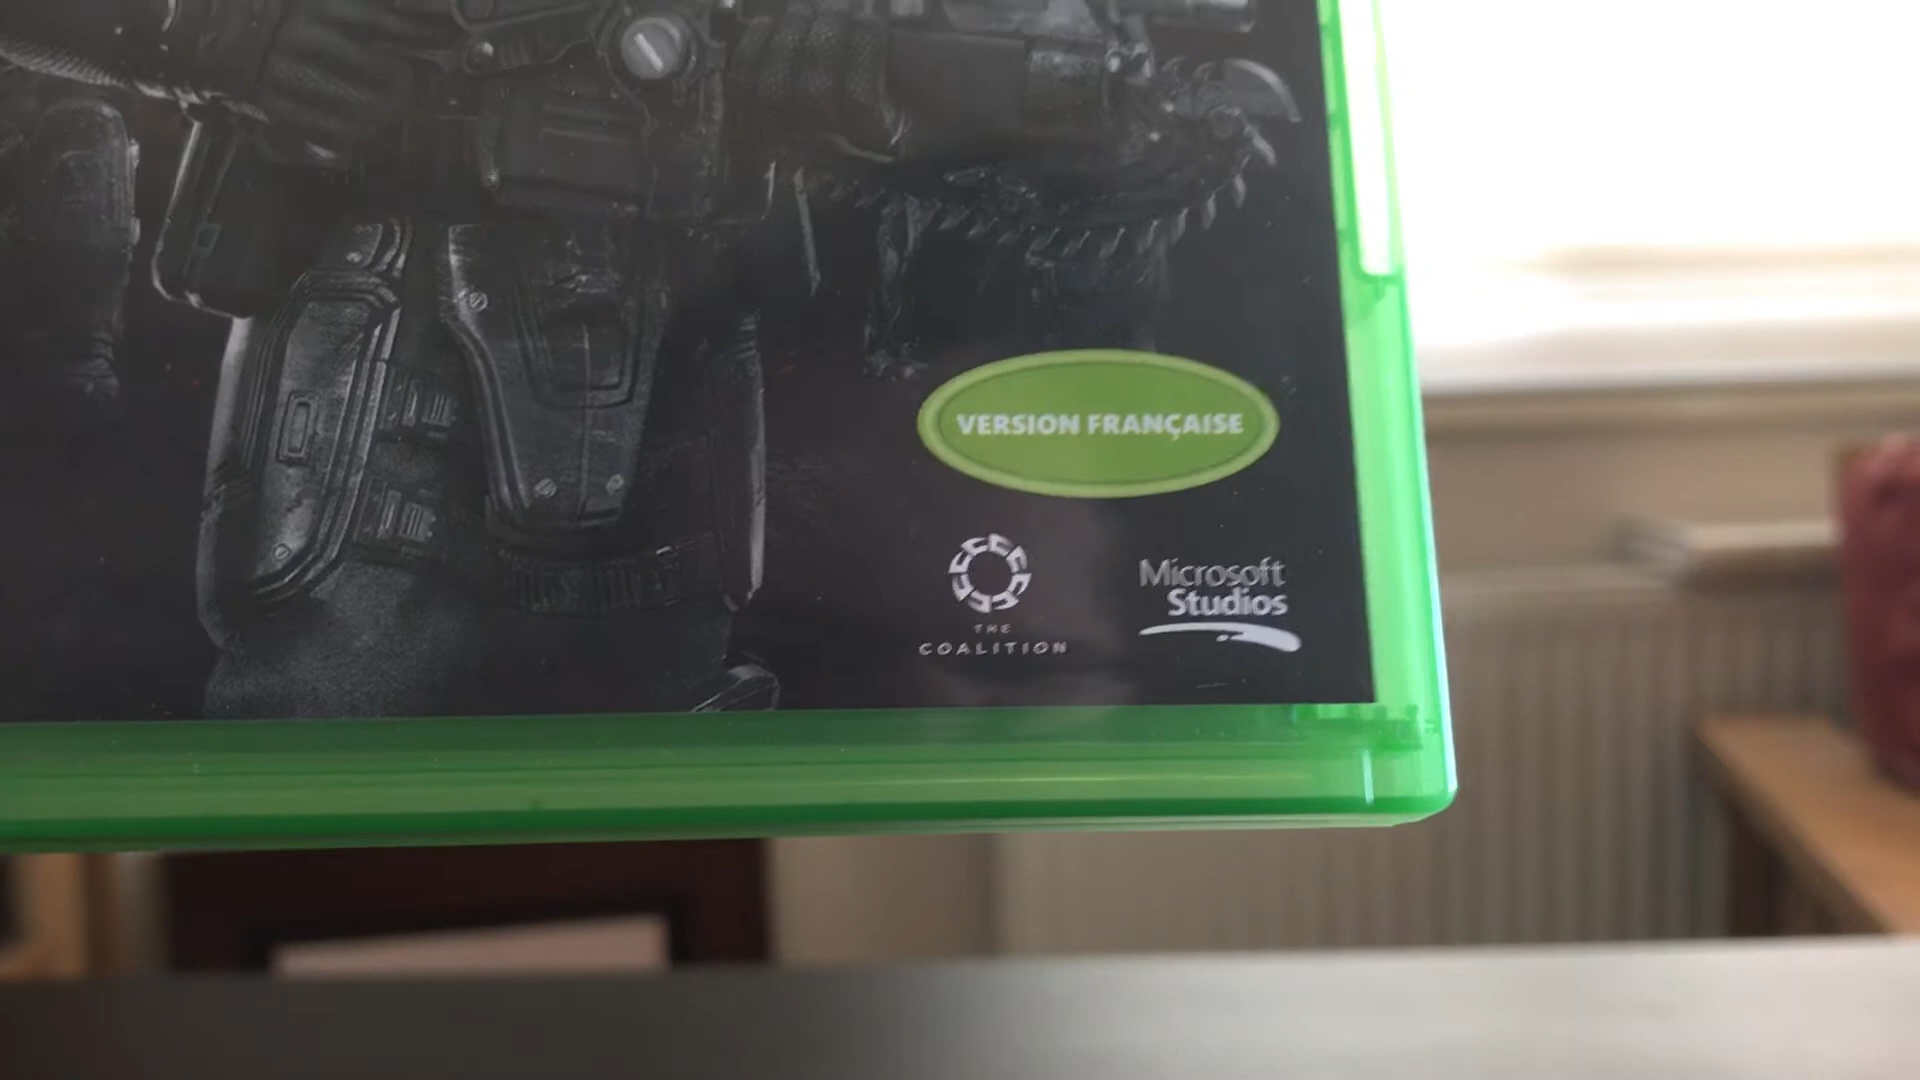 VERSION FRANÇAISE
THE
COALITION
Microsoft
Studios